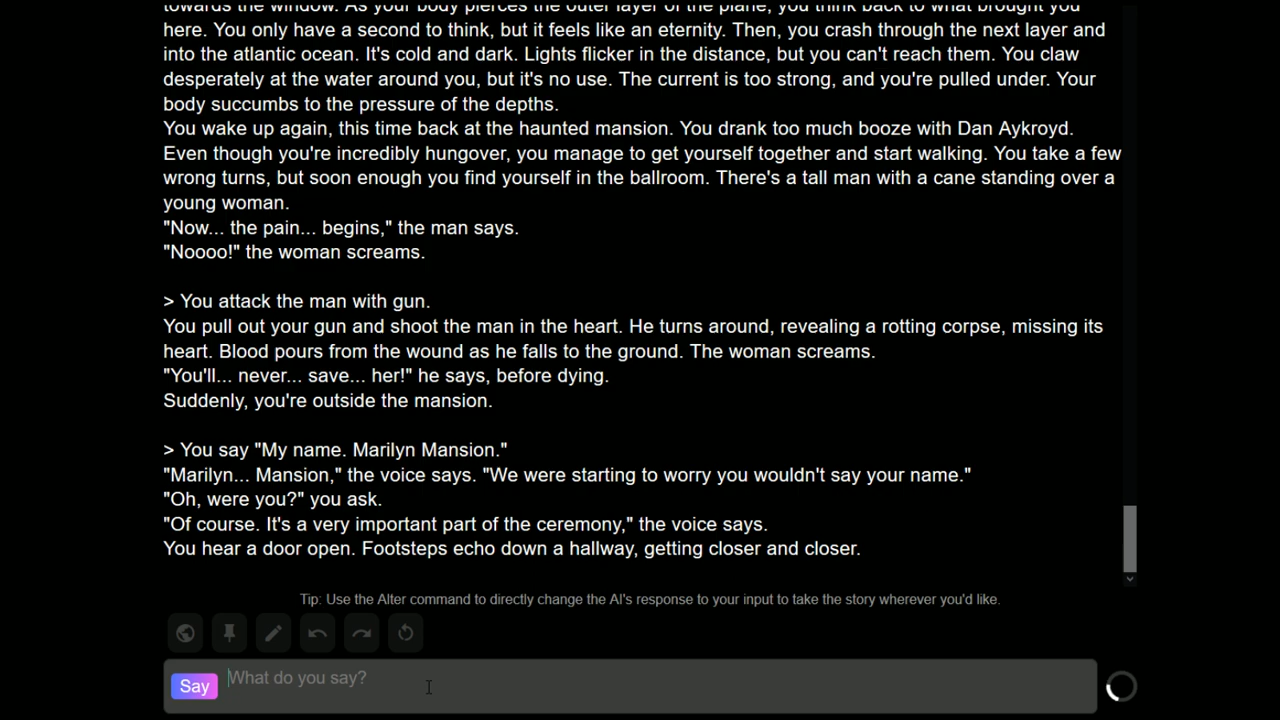 towards the window. As your body pierces the outer layer of the plane, you think back to what brought you
here. You only have a second to think, but it feels like an eternity. Then, you crash through the next layer and
into the atlantic ocean. It's cold and dark. Lights flicker in the distance, but you can't reach them. You claw
desperately at the water around you, but it's no use. The current is too strong, and you're pulled under. Your
body succumbs to the pressure of the depths.
You wake up again, this time back at the haunted mansion. You drank too much booze with Dan Aykroyd.
Even though you're incredibly hungover, you manage to get yourself together and start walking. You take a few
wrong turns, but soon enough you find yourself in the ballroom. There's a tall man with a cane standing over a
young woman.
"Now... the pain... begins," the man says.
"Noooo!" the woman screams.
> You attack the man with gun.
You pull out your gun and shoot the man in the heart. He turns around, revealing a rotting corpse, missing its
heart. Blood pours from the wound as he falls to the ground. The woman screams.
"You'll... never... save... her!" he says, before dying.
Suddenly, you're outside the mansion.
> You say "My name. Marilyn Mansion."
"Marilyn... Mansion," the voice says. "We were starting to worry you wouldn't say your name."
"Oh, were you?" you ask.
"Of course. It's a very important part of the ceremony," the voice says.
You hear a door open. Footsteps echo down a hallway, getting closer and closer.
Tip: Use the Alter command to directly change the AI's response to your input to take the story wherever you'd like.
Say What do you say?